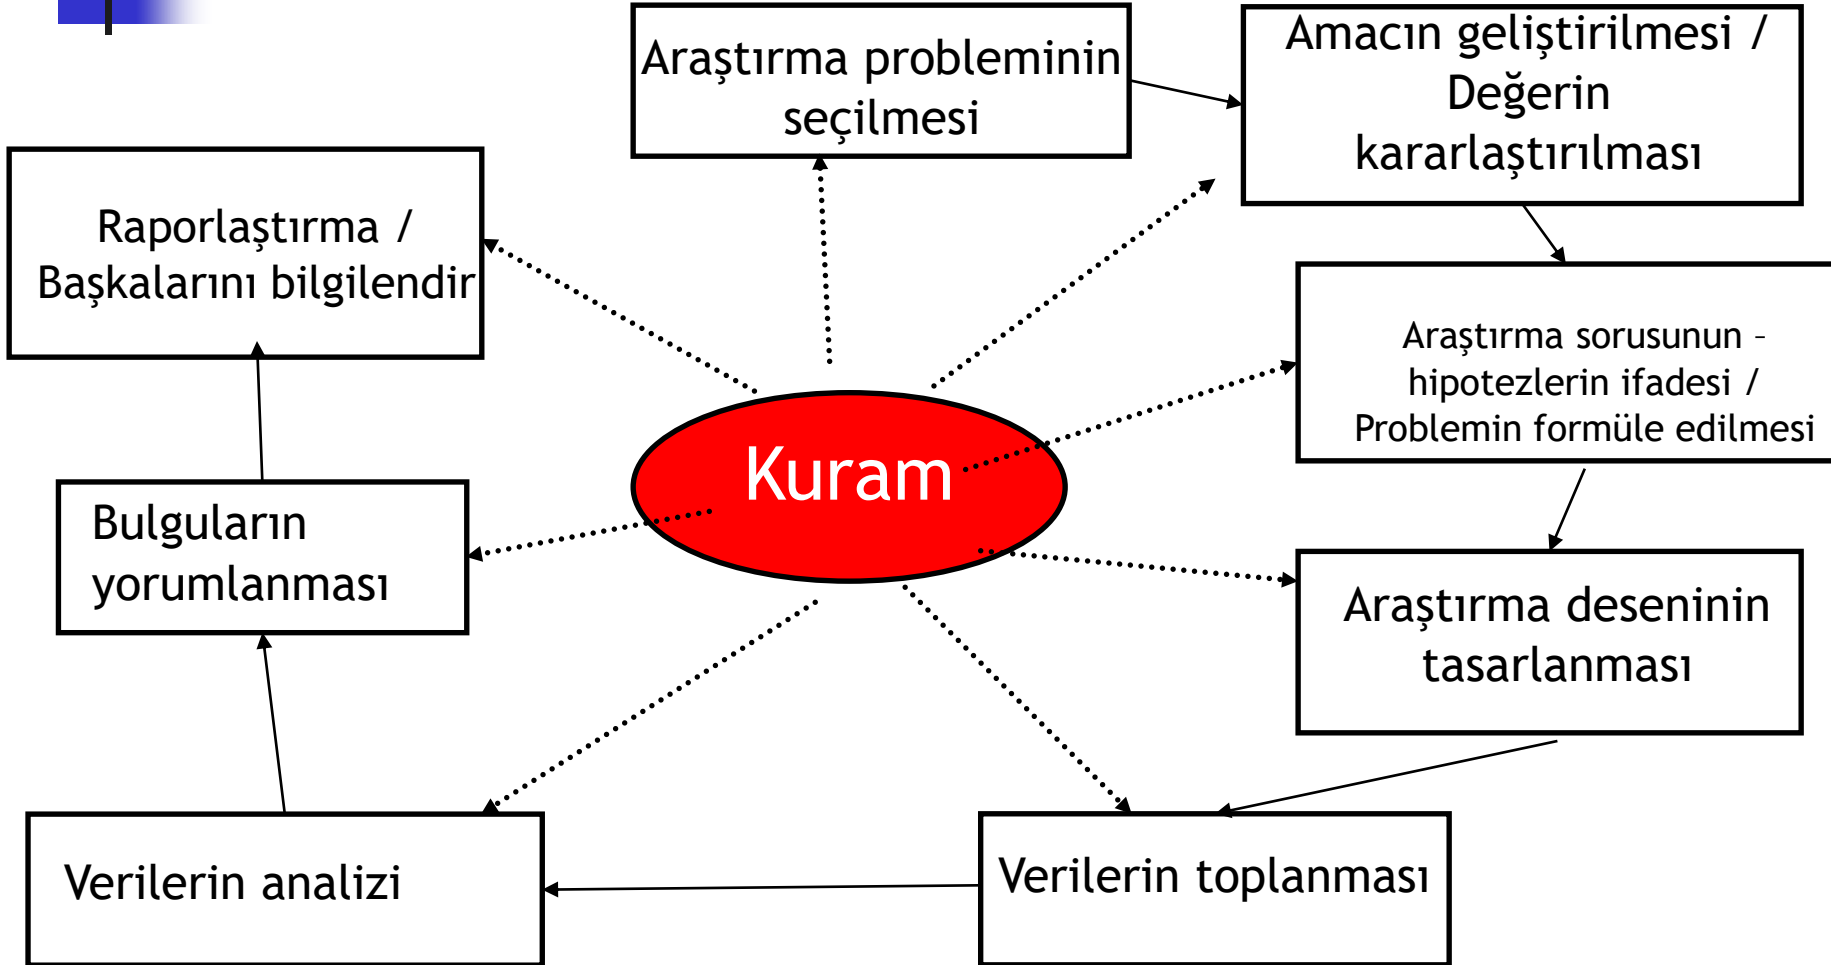 Araştırma probleminin
seçilmesi
Amacın geliştirilmesi /
Değerin
kararlaştırılması
Raporlaştırma /
Başkalarını bilgilendir
Araştırma sorusunun –
hipotezlerin ifadesi /
Problemin formüle edilmesi
Kuram
Bulguların
yorumlanması
Araştırma deseninin
tasarlanması
Verilerin analizi
Verilerin toplanması